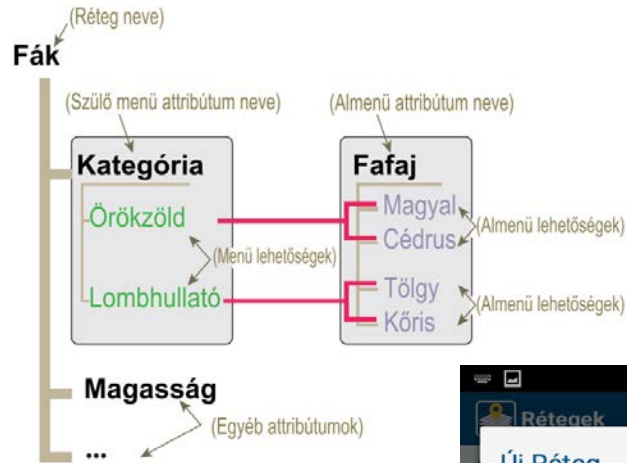 (Réteg neve)
Fák
(Szülő menü attribútum neve)
(Almenü attribútum neve)
Kategória
Fafaj
Örökzöld
Magyal
(Almenü lehetőségek)
Cédrus
(Menü lehetőségek)
Lombhullató
Tölgy
(Almenü lehetőségek)
Kőris
Magasság
(Egyéb attribútumok)
...
Rétegek
Új Réteg